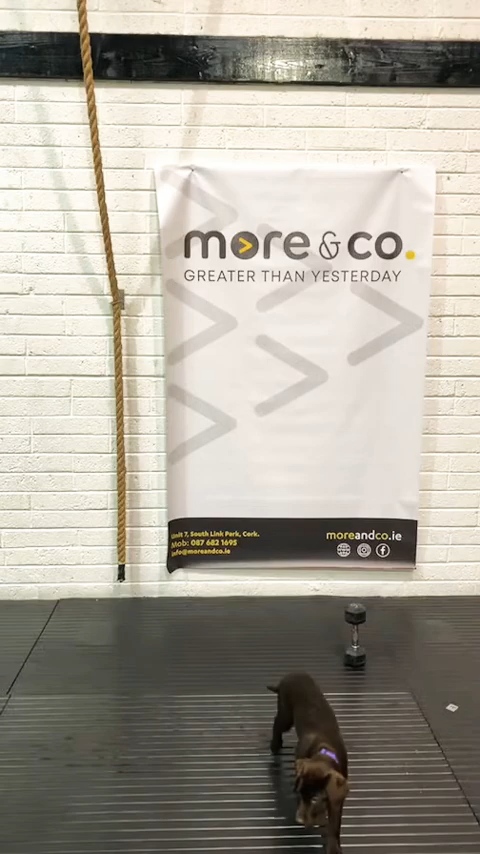 more & co.
GREATER THAN YESTERDAY
Unit 7, South Link Park, Cork.
Mob: 087 682 1695
info@moreandco.ie
moreandco.ie